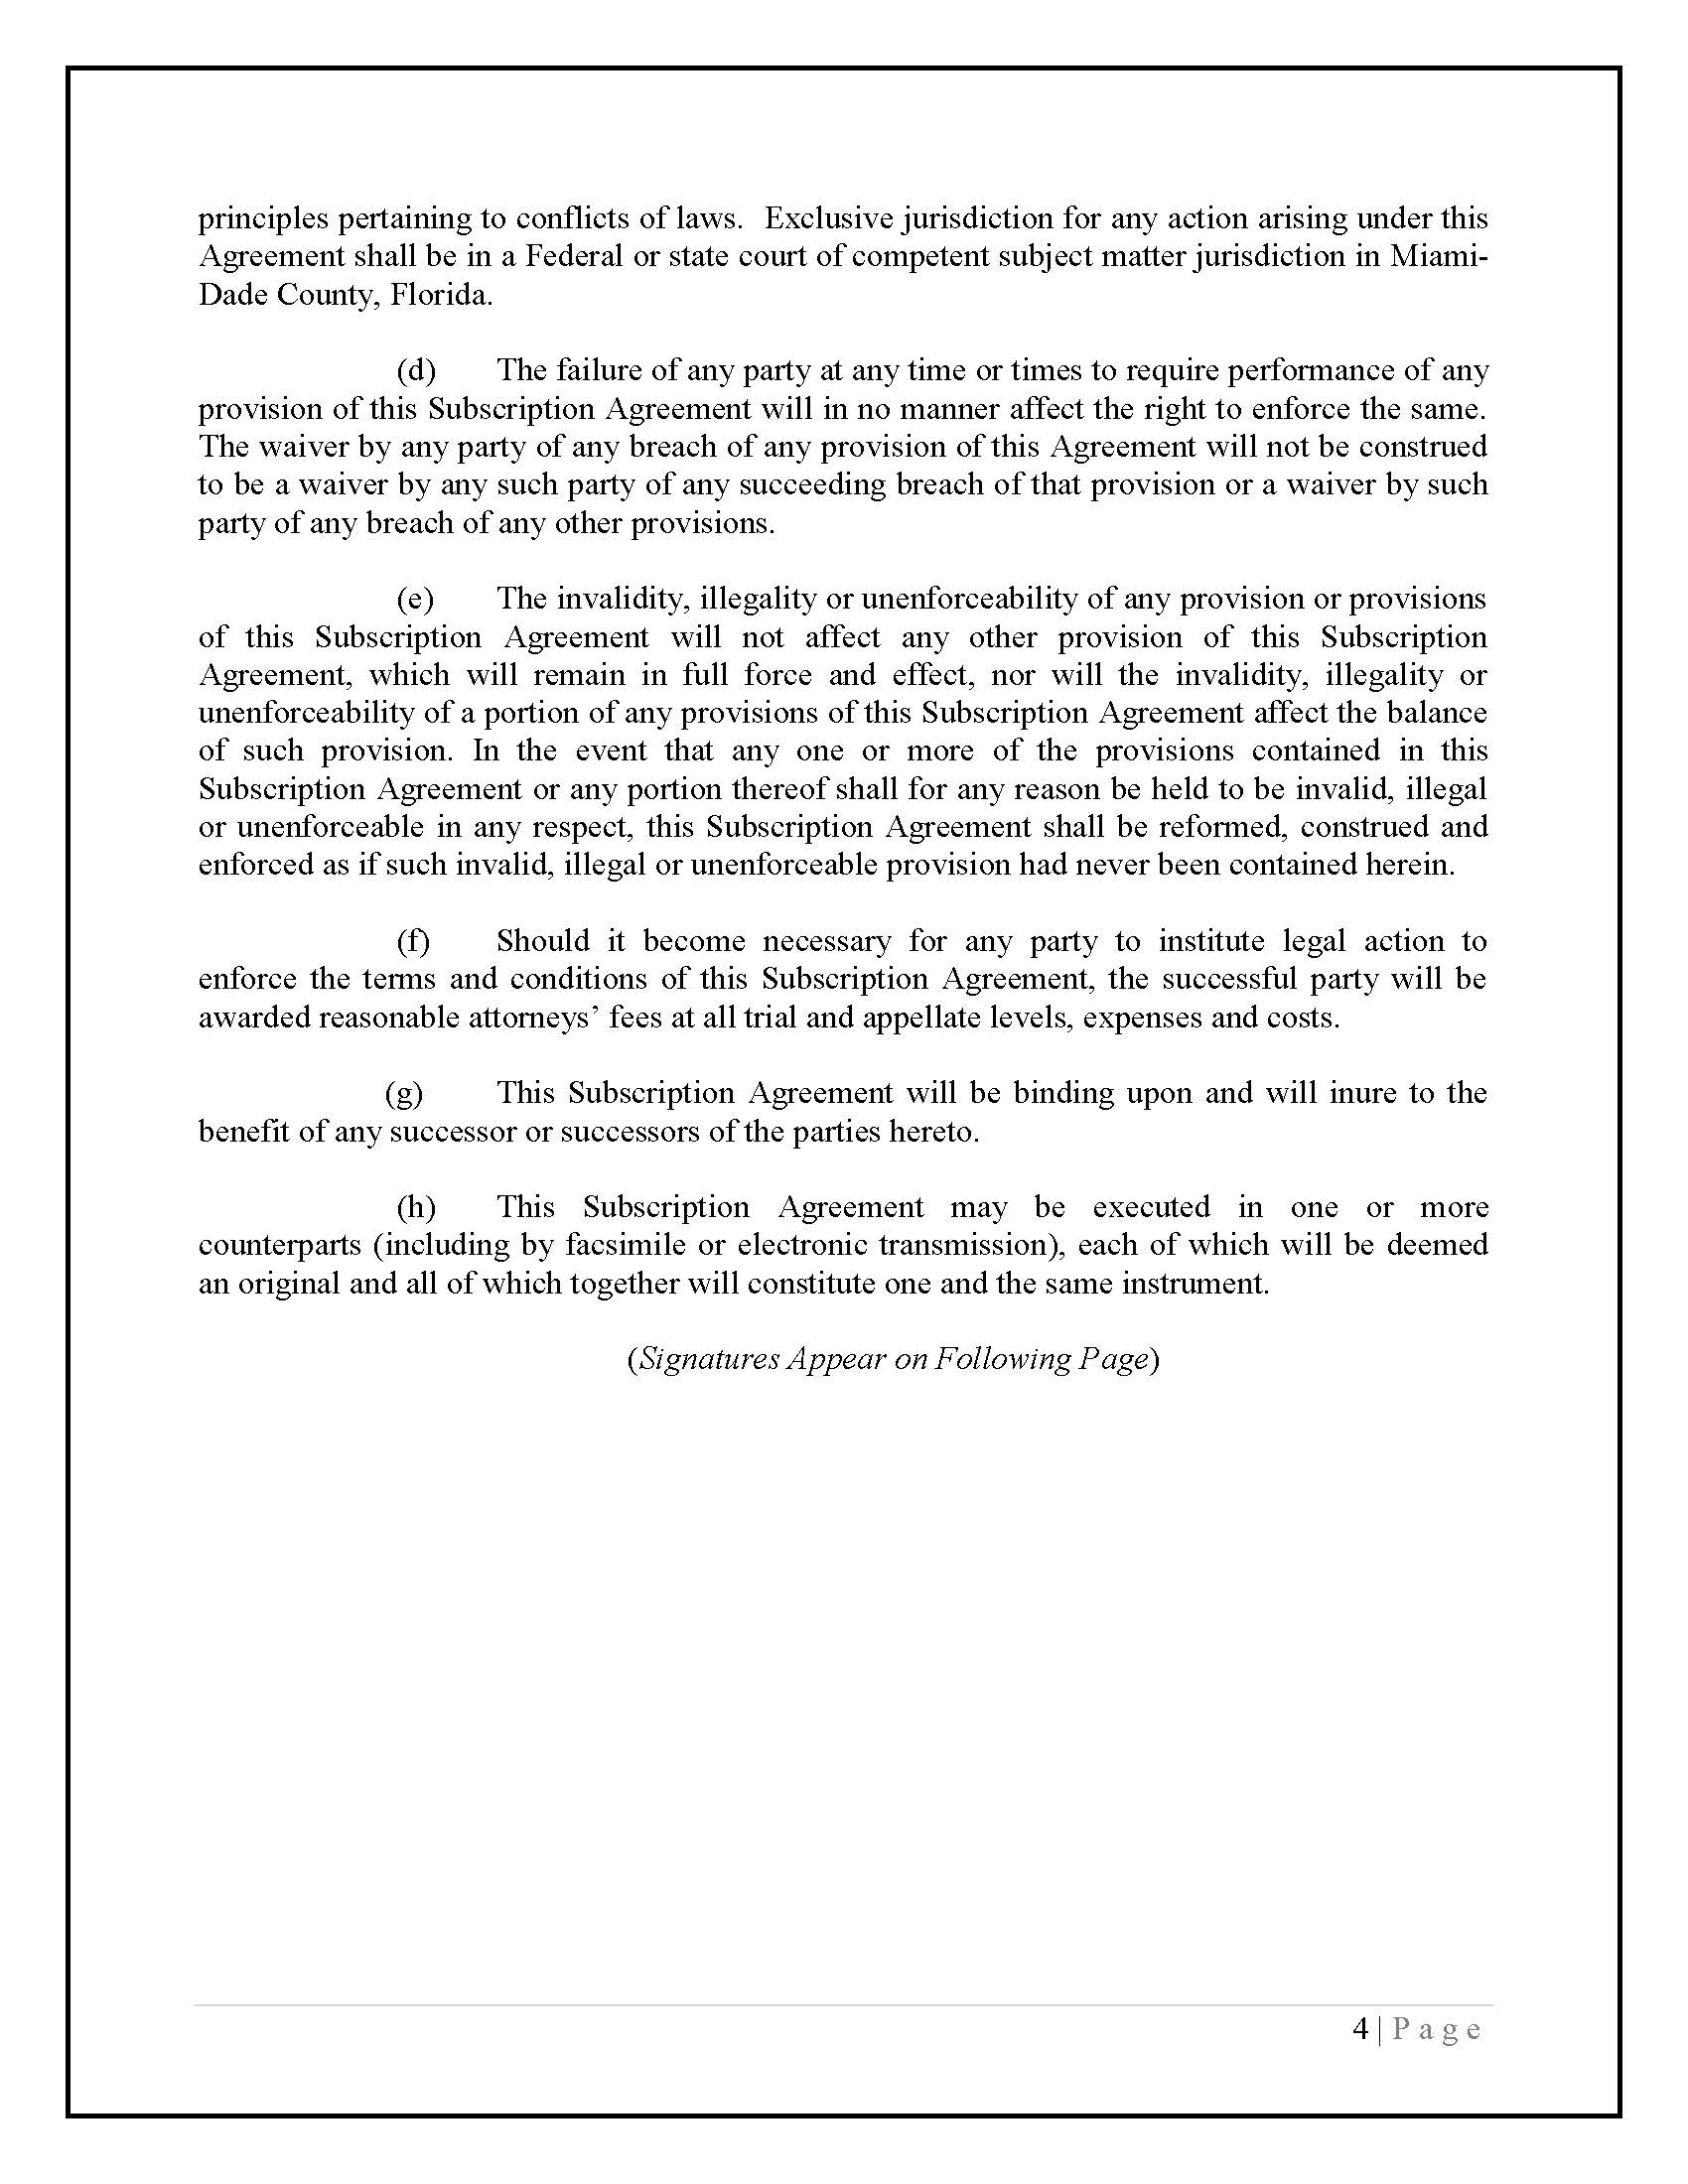 principles pertaining to conflicts of laws.  Exclusive jurisdiction for any action arising under this
Agreement shall be in a Federal or state court of competent subject matter jurisdiction in Miami-
Dade County, Florida.
(d) The failure of any party at any time or times to require performance of any
provision of this Subscription Agreement will in no manner affect the right to enforce the same.
The waiver by any party of any breach of any provision of this Agreement will not be construed
to be a waiver by any such party of any succeeding breach of that provision or a waiver by such
party of any breach of any other provisions.
(e) The invalidity, illegality or unenforceability of any provision or provisions
of this Subscription Agreement will not affect any other provision of this Subscription
Agreement, which will remain in full force and effect, nor will the invalidity, illegality or
unenforceability of a portion of any provisions of this Subscription Agreement affect the balance
of such provision. In the event that any one or more of the provisions contained in this
Subscription Agreement or any portion thereof shall for any reason be held to be invalid, illegal
or unenforceable in any respect, this Subscription Agreement shall be reformed, construed and
enforced as if such invalid, illegal or unenforceable provision had never been contained herein.
(f) Should it become necessary for any party to institute legal action to
enforce the terms and conditions of this Subscription Agreement, the successful party will be
awarded reasonable attorneys’ fees at all trial and appellate levels, expenses and costs.
(g) This Subscription Agreement will be binding upon and will inure to the
benefit of any successor or successors of the parties hereto.
(h) This Subscription Agreement may be executed in one or more
counterparts (including by facsimile or electronic transmission), each of which will be deemed
an original and all of which together will constitute one and the same instrument.
(Signatures Appear on Following Page)
4 | P a g e